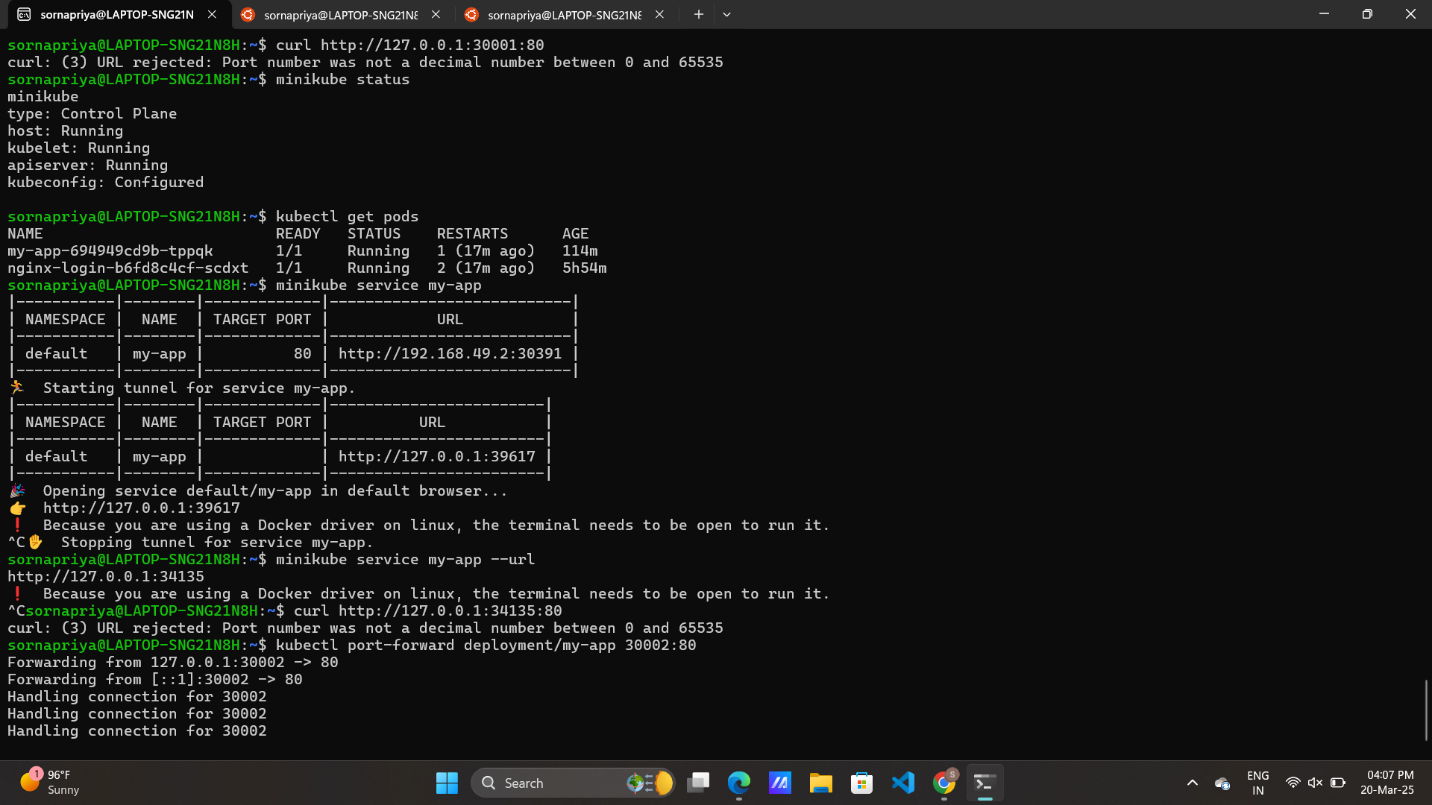 sornapriya@LAPTOP-SNG21N
sornapriya@LAPTOP-SNG21N8
sornapriya@LAPTOP-SNG21N8
sornapriya@LAPTOP-SNG21N8H:~$ curl http://127.0.0.1:30001:80
curl: (3) URL rejected: Port number was not a decimal number between 0 and 65535
sornapriya@LAPTOP-SNG21N8H:~$ minikube status
minikube
type: Control Plane
host: Running
kubelet: Running
apiserver: Running
kubeconfig: Configured
sornapriya@LAPTOP-SNG21N8H:~$ kubectl get pods
NAME READY STATUS RESTARTS AGE
my-app-694949cd9b-tppqk 1/1 Running 1 (17m ago) 114m
nginx-login-b6fd8c4cf-scdxt 1/1 Running 2 (17m ago) 5h54m
sornapriya@LAPTOP-SNG21N8H:~$ minikube service my-app
|-----------|--------|-------------|---------------------------|
| NAMESPACE | NAME | TARGET PORT | URL |
|-----------|--------|-------------|---------------------------|
| default | my-app | 80 | http://192.168.49.2:30391 |
|-----------|--------|-------------|---------------------------|
🏃 Starting tunnel for service my-app.
|-----------|--------|-------------|------------------------|
| NAMESPACE | NAME | TARGET PORT | URL |
|-----------|--------|-------------|------------------------|
| default | my-app | | http://127.0.0.1:39617 |
|-----------|--------|-------------|------------------------|
🎉 Opening service default/my-app in default browser...
👉 http://127.0.0.1:39617
❗ Because you are using a Docker driver on linux, the terminal needs to be open to run it.
^C✋ Stopping tunnel for service my-app.
sornapriya@LAPTOP-SNG21N8H:~$ minikube service my-app --url
http://127.0.0.1:34135
❗ Because you are using a Docker driver on linux, the terminal needs to be open to run it.
^Csornapriya@LAPTOP-SNG21N8H:~$ curl http://127.0.0.1:34135:80
curl: (3) URL rejected: Port number was not a decimal number between 0 and 65535
sornapriya@LAPTOP-SNG21N8H:~$ kubectl port-forward deployment/my-app 30002:80
Forwarding from 127.0.0.1:30002 -> 80
Forwarding from [::1]:30002 -> 80
Handling connection for 30002
Handling connection for 30002
Handling connection for 30002
1
96°F
Sunny
Search
S
ENG
IN
04:07 PM
20-Mar-25